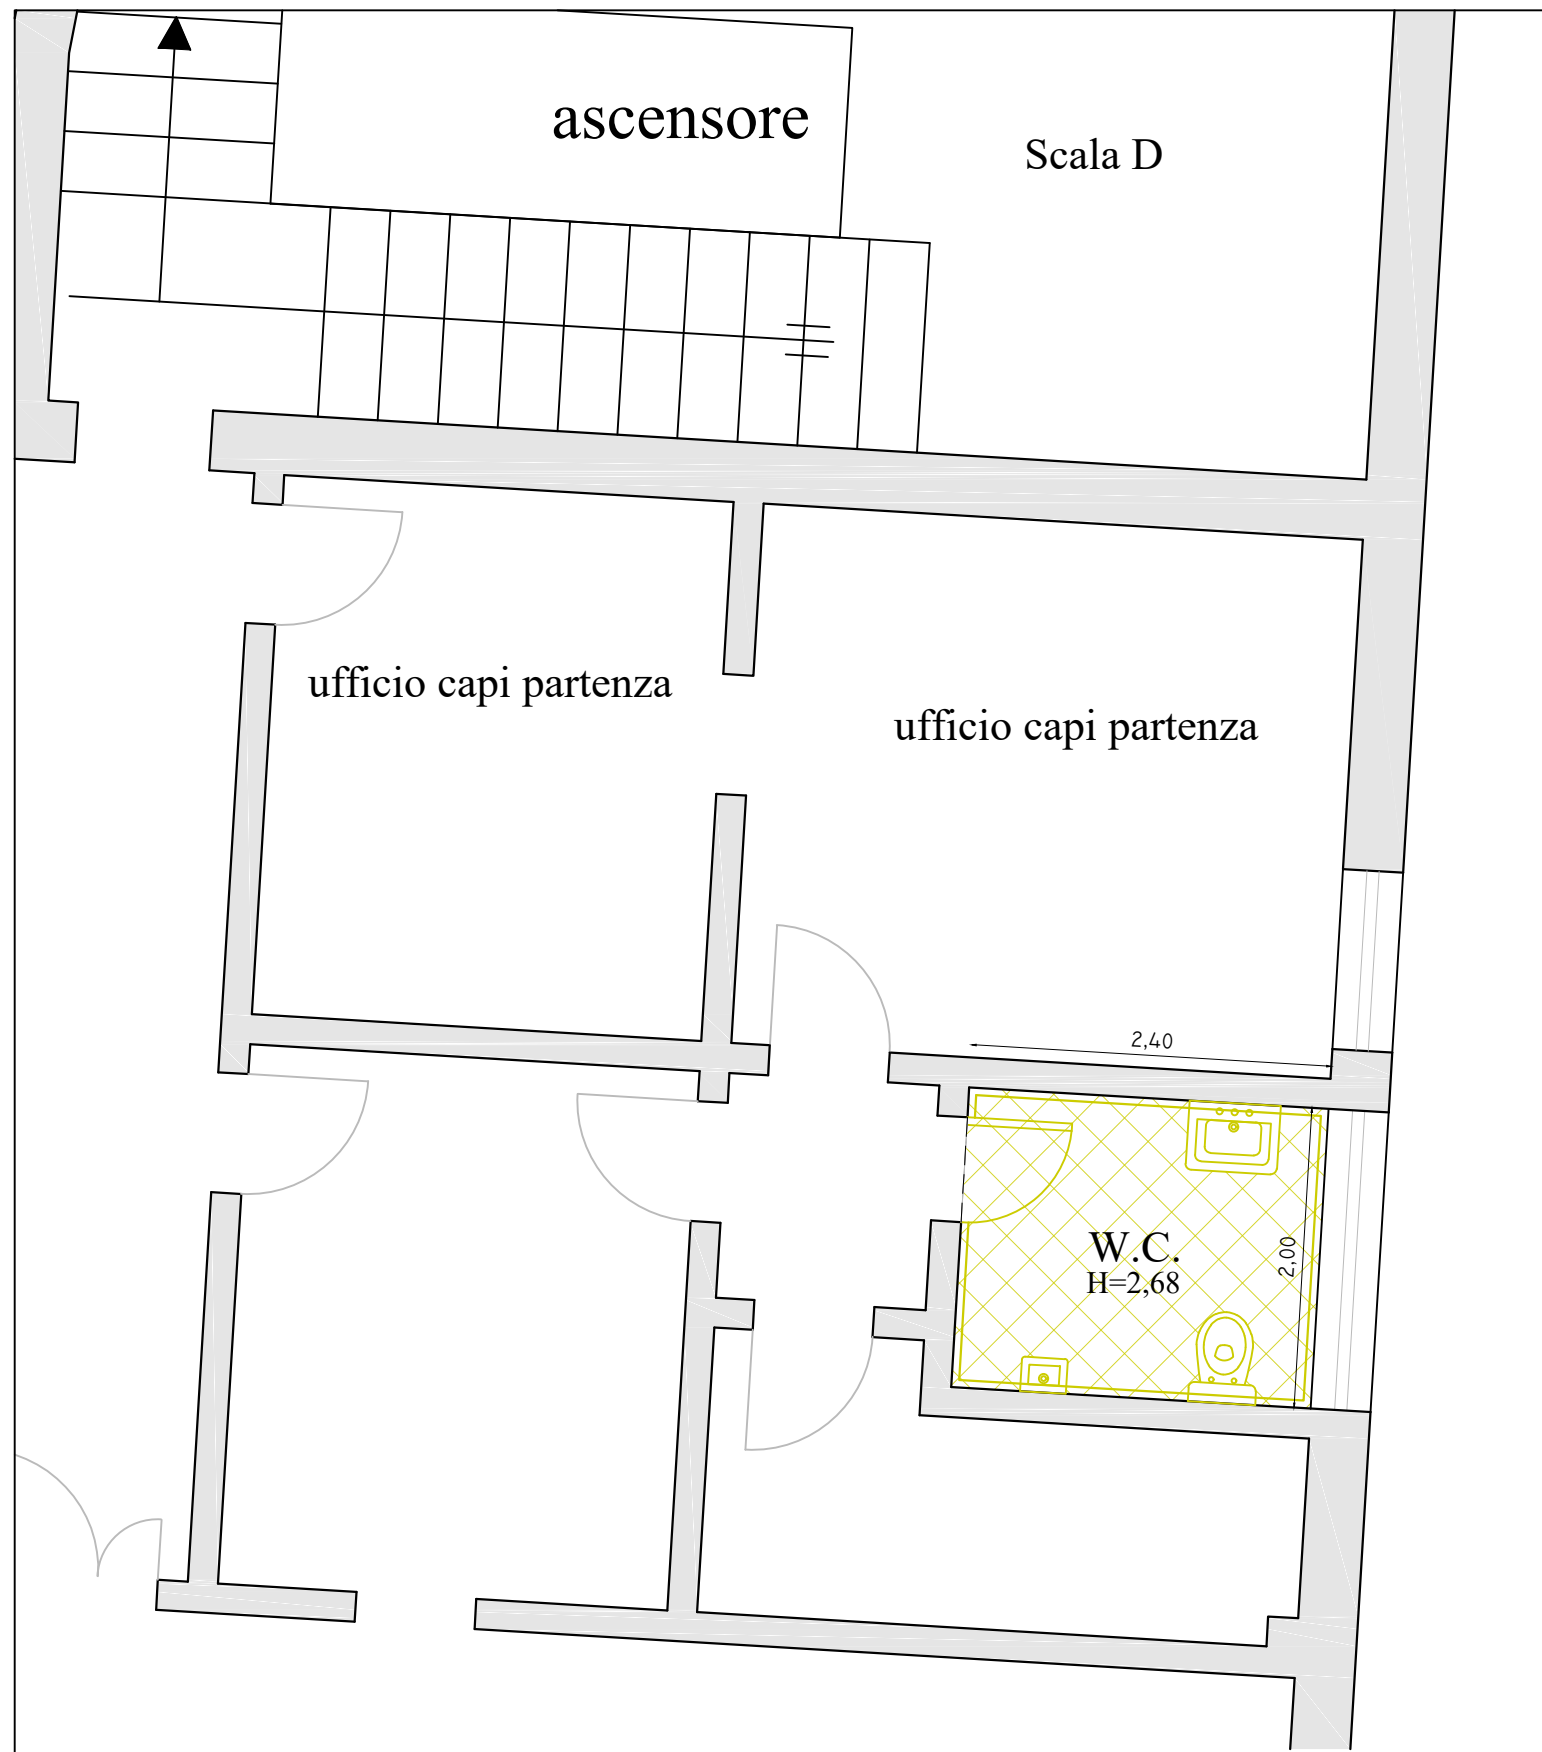 ascensore
Scala D
ufficio capi partenza
ufficio capi partenza
2,40
W.C.
H=2,68
2,00